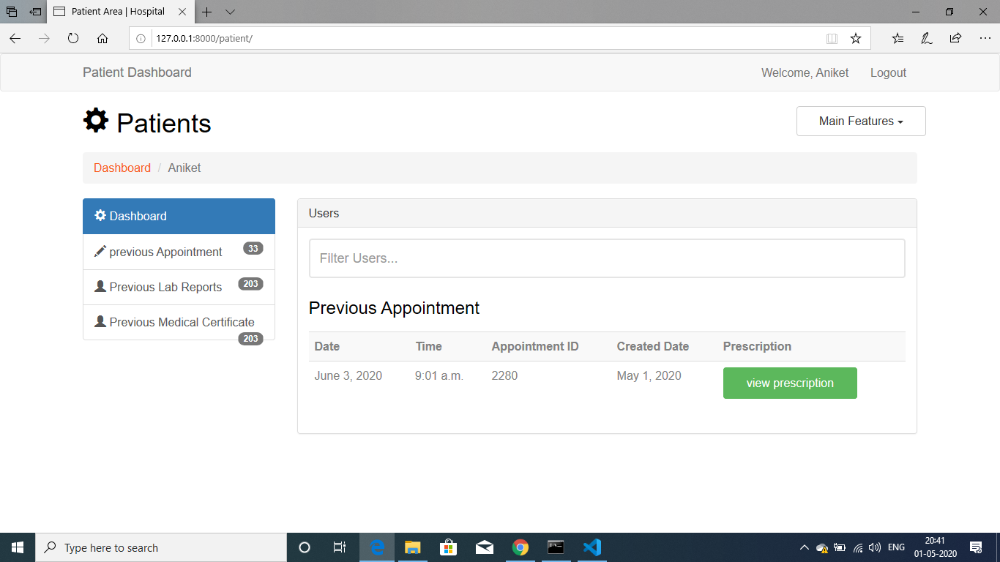 Patient Area | Hospital
127.0.0.1:8000/patient/
Patient Dashboard Welcome, Aniket Logout
Patients Main Features
Dashboard / Aniket
Dashboard
previous Appointment 33
Previous Lab Reports 203
Previous Medical Certificate
203
Users
Filter Users...
Previous Appointment
Date Time Appointment ID Created Date Prescription
June 3, 2020 9:01 a.m. 2280 May 1, 2020 view prescription
Type here to search
ENG
20:41
01-05-2020